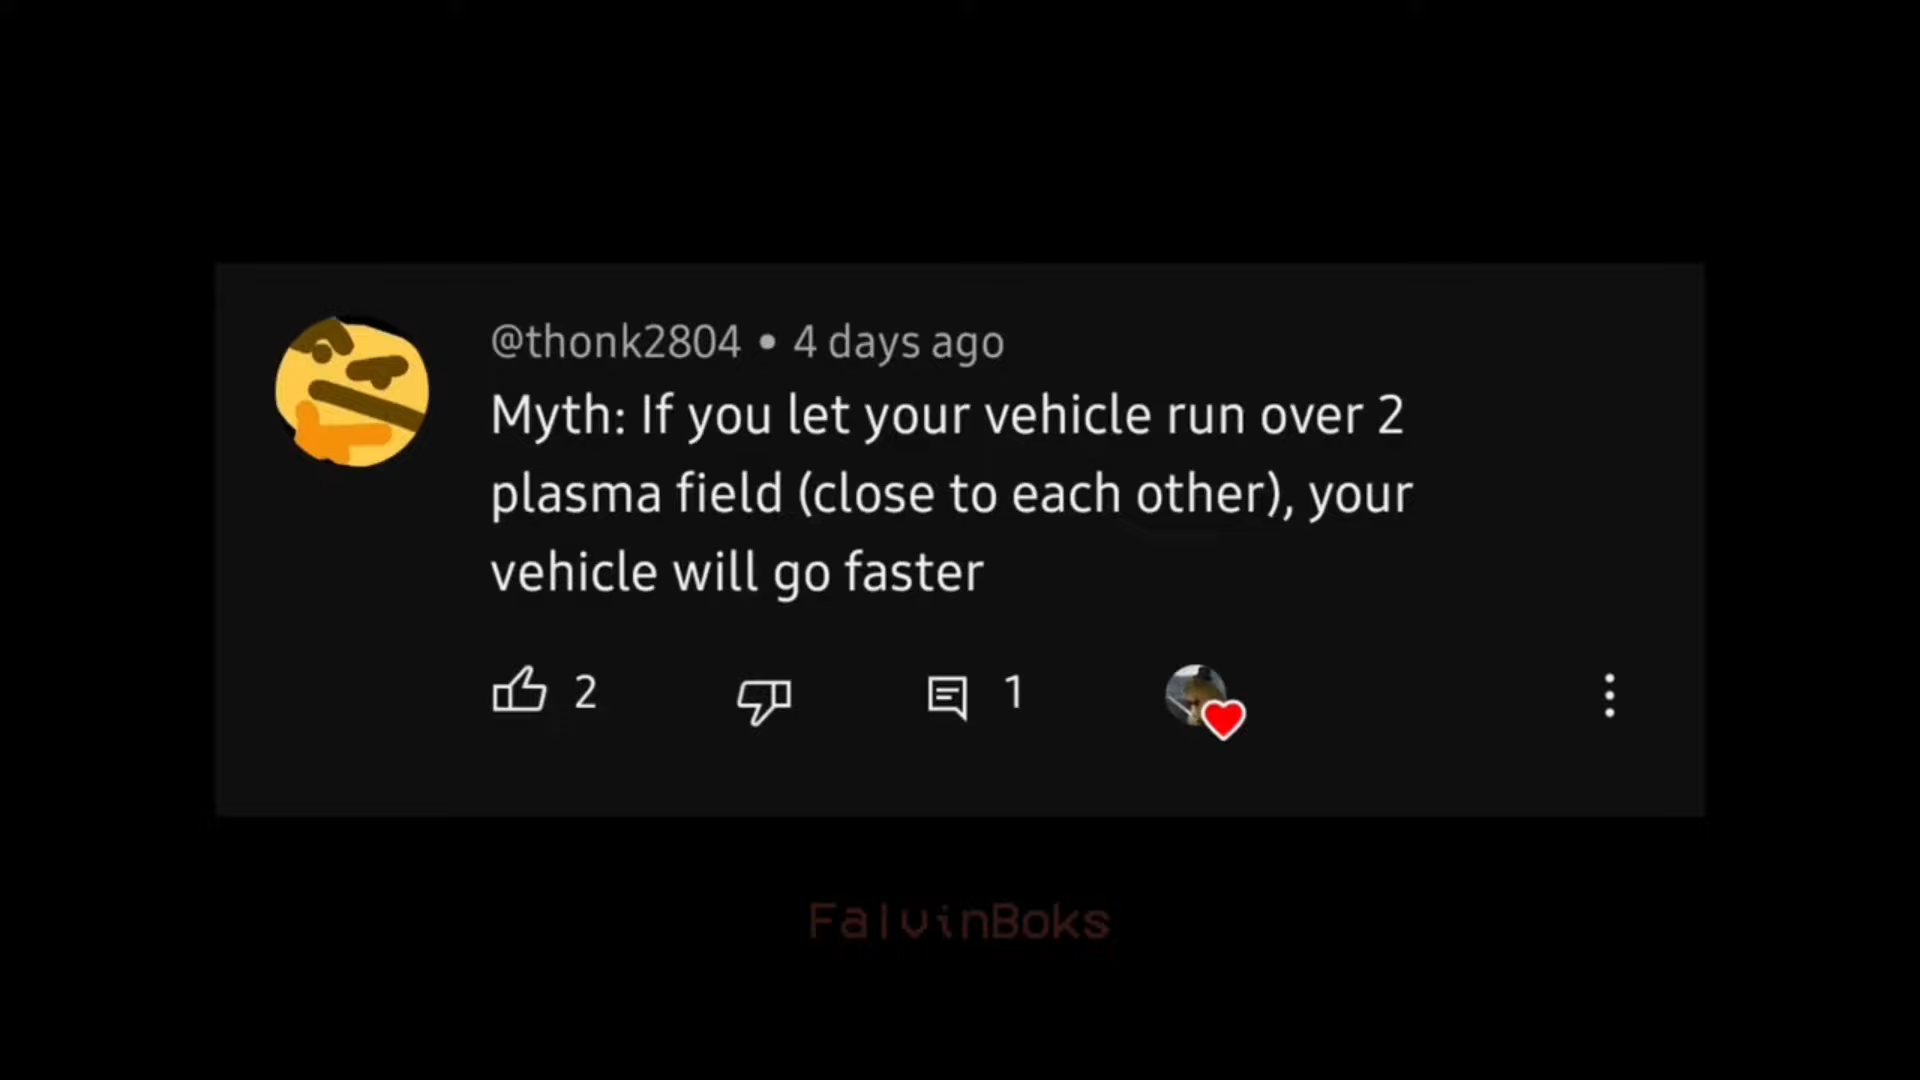 @thonk2804 • 4 days ago
Myth: If you let your vehicle run over 2
plasma field (close to each other), your
vehicle will go faster
2
1
FalvinBoks